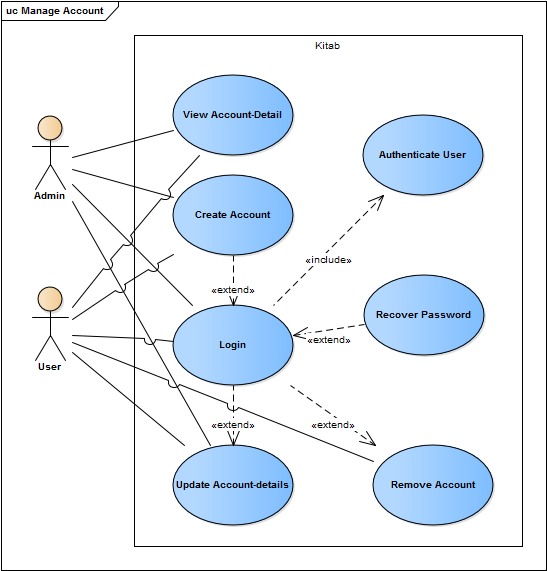 uc Manage Account
Kitab
View Account-Detail
Authenticate User
Admin
Create Account
«include»
«extend»
Recover Password
«extend»
Login
User
«extend»
«extend»
Update Account-details
Remove Account